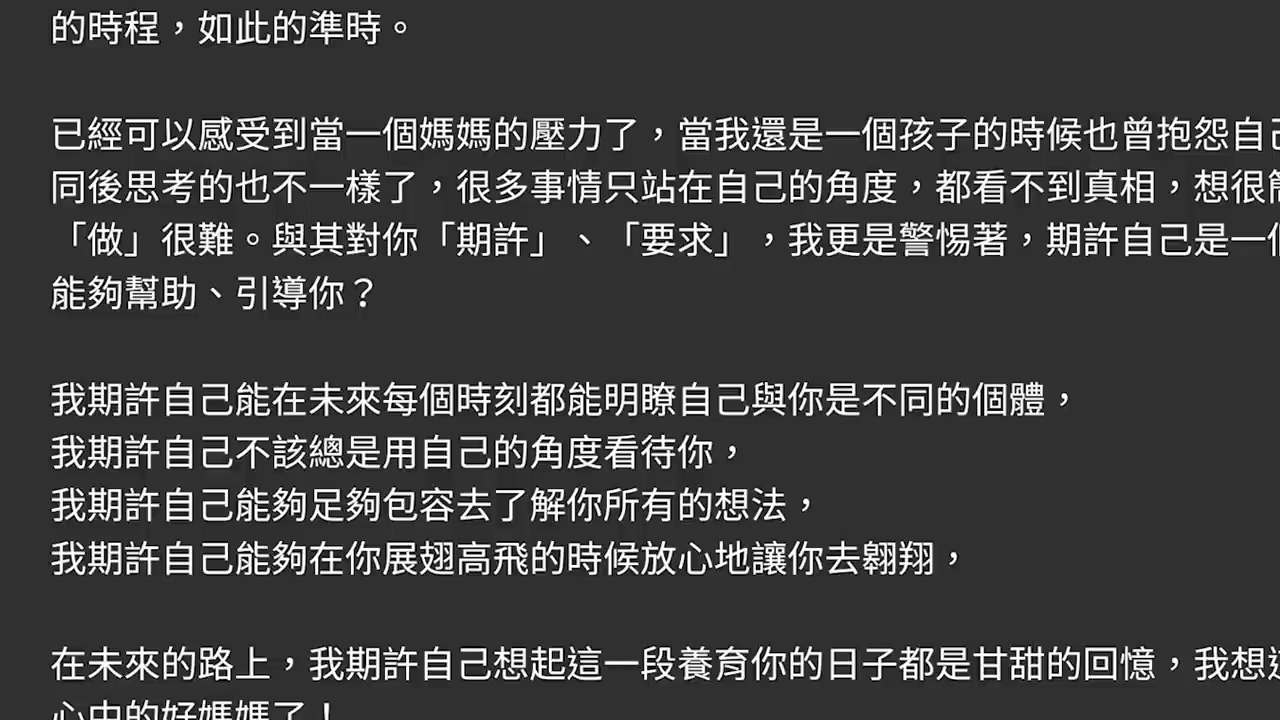 的時程，如此的準時。
已經可以感受到當一個媽媽的壓力了，當我還是一個孩子的時候也曾抱怨自己
同後思考的也不一樣了，很多事情只站在自己的角度，都看不到真相，想很
「做」很難。與其對你「期許」、「要求」，我更是警惕著，期許自己是一
能夠幫助、引導你？
我期許自己能在未來每個時刻都能明瞭自己與你是不同的個體，
我期許自己不該總是用自己的角度看待你，
我期許自己能夠足夠包容去了解你所有的想法，
我期許自己能夠在你展翅高飛的時候放心地讓你去翱翔，
在未來的路上，我期許自己想起這一段養育你的日子都是甘甜的回憶，我想
心中的好媽媽了！